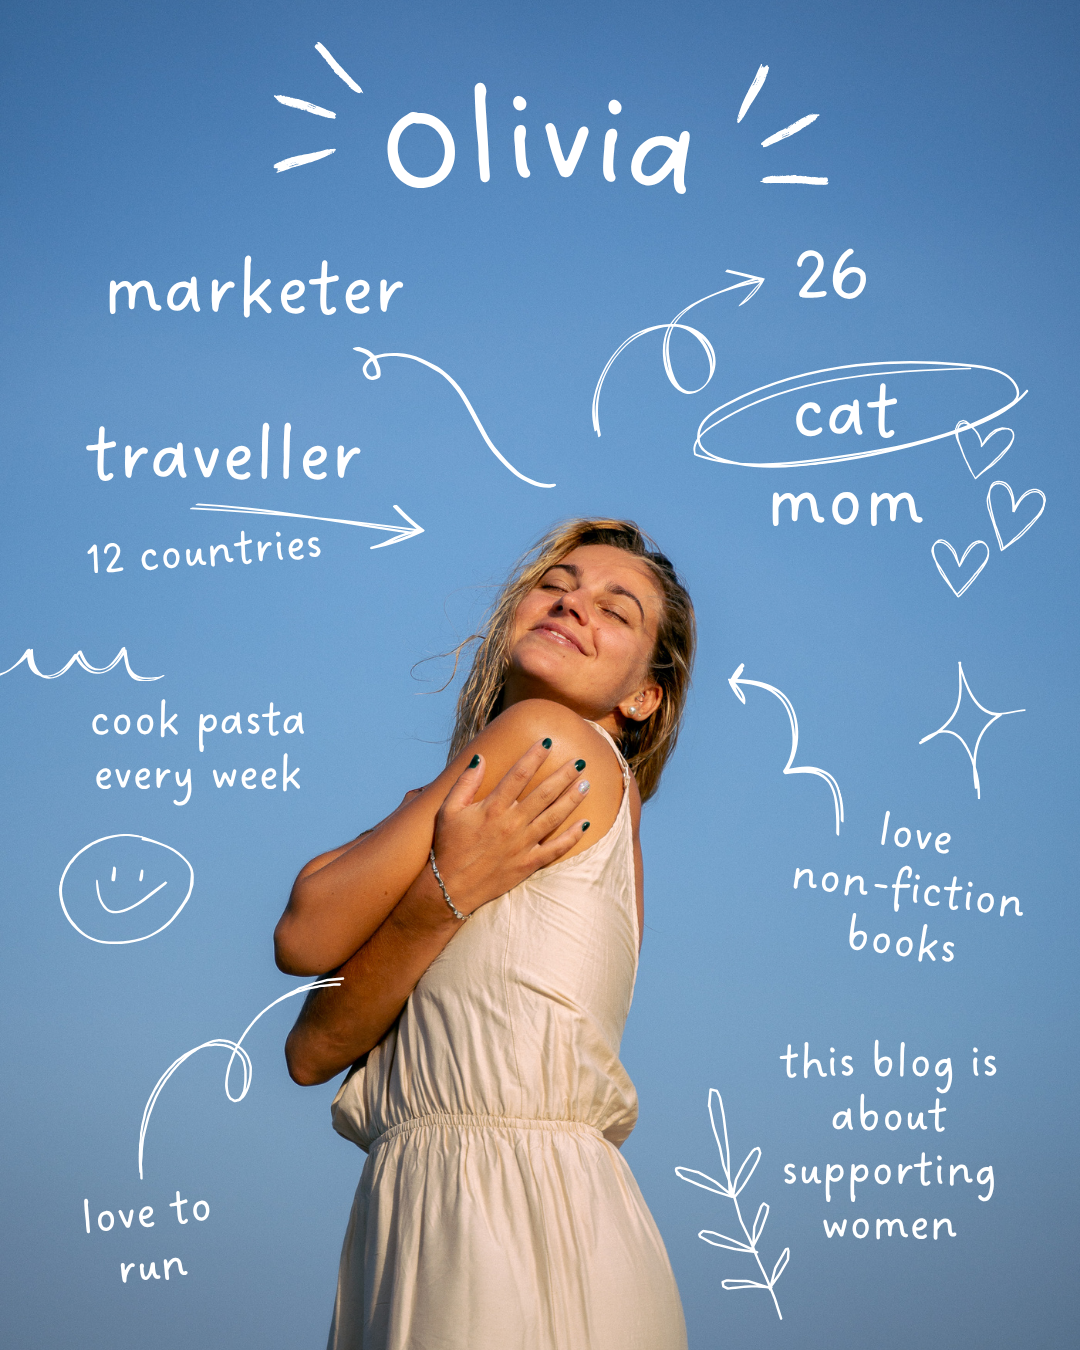 Olivia
marketer
26
cat
mom
traveller
12 countries
cook pasta
every week
love
non-fiction
books
this blog is
about
supporting
women
love to
run